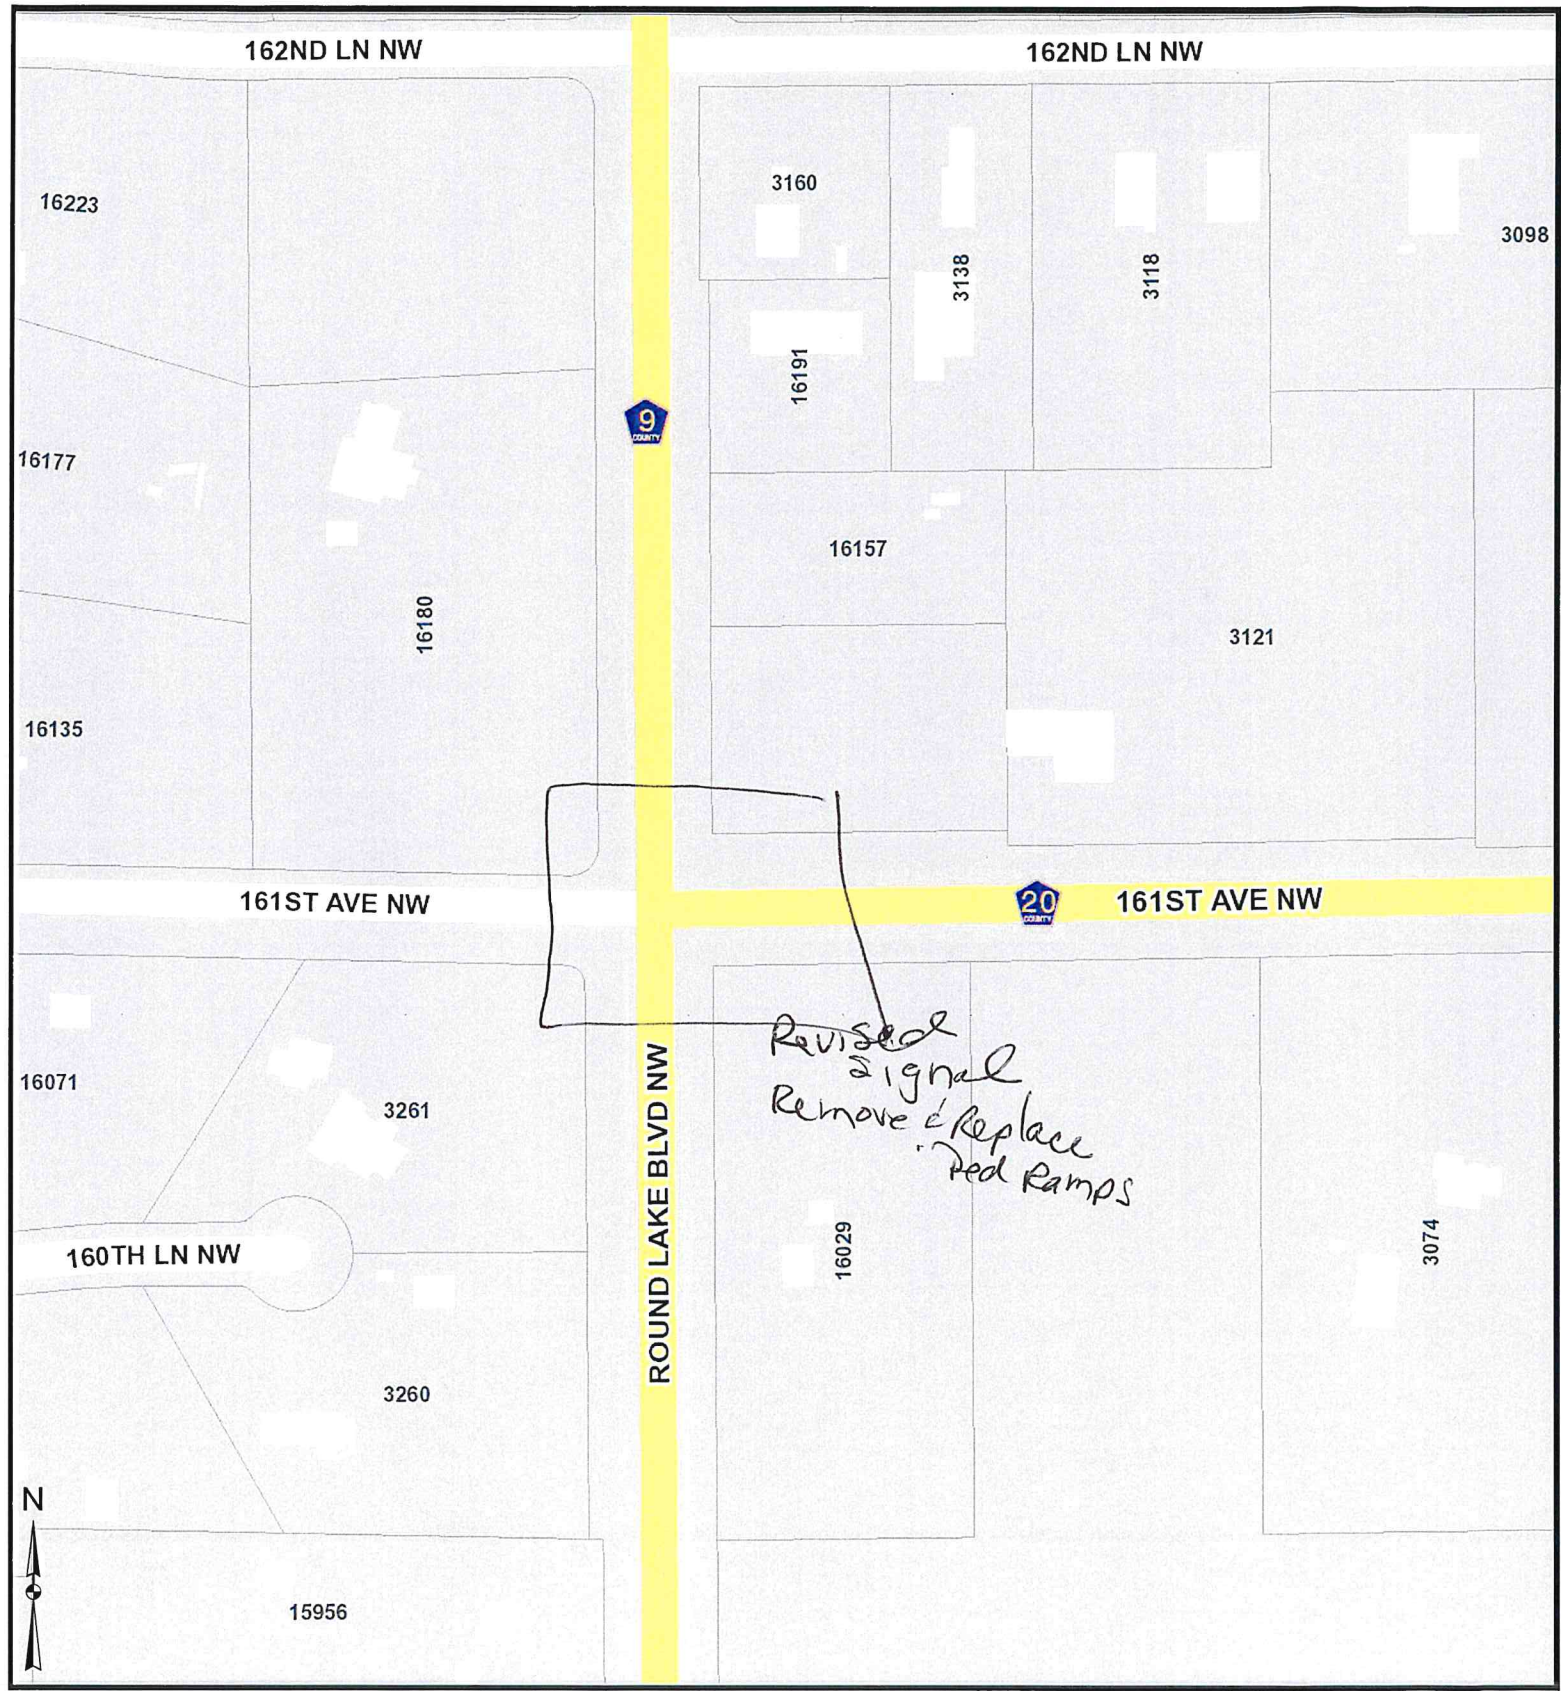 162ND LN NW
162ND LN NW
16223
3160
3098
3138
3118
16191
9
COUNTY
16177
16157
16180
3121
16135
161ST AVE NW
20
COUNTY
161ST AVE NW
Revised
Signal
Remove & Replace
Ped Ramps
16071
3261
ROUND LAKE BLVD NW
160TH LN NW
16029
3074
3260
N
15956